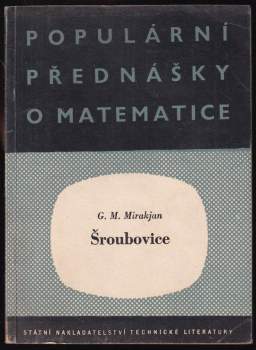 POPULÁRNÍ
PŘEDNÁŠKY
O MATEMATICE
G. M. Mirakjan
Šroubovice
STÁTNÍ NAKLADATELSTVÍ TECHNICKÉ LITERATURY